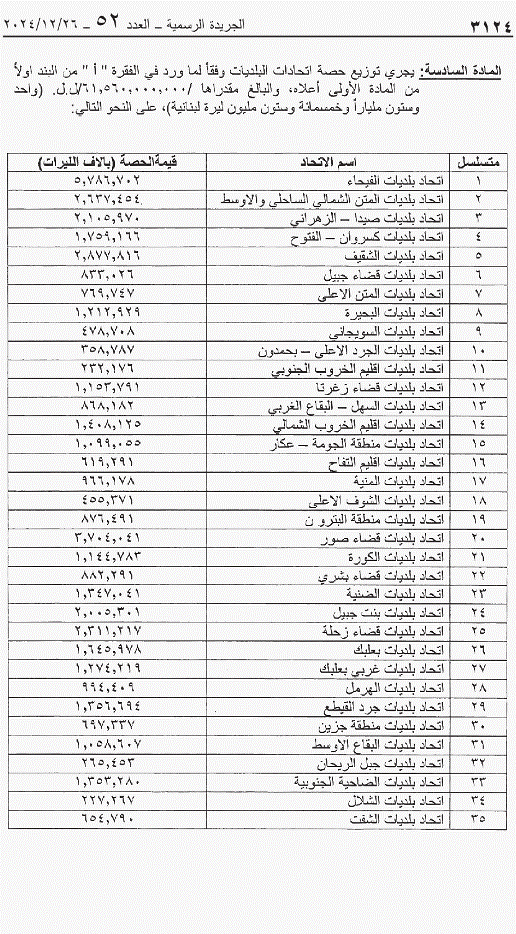 ٣١٢٤ الجريدة الرسمية – العدد ٥٢ – ٢٠٢٤/١٢/٢٦
المادة السادسة: يجري توزيع حصة اتحادات البلديات وفقاً لما ورد في الفقرة " أ " من البند اولاً
من المادة الأولى أعلاه، والبالغ مقدراها /٦١,٥٦٠,٠٠٠,٠٠٠/ل.ل. (واحد
وستون ملياراً وخمسمائة وستون مليون ليرة لبنانية)، على النحو التالي:
متسلسل اسم الاتحاد قيمةالحصة (بالاف الليرات)
١ اتحاد بلديات الفيحاء ٥,٧٨٦,٧٠٢
٢ اتحاد بلديات المتن الشمالي الساحلي والاوسط ٢,٦٣٧,٤٥٤
٣ اتحاد بلديات صيدا – الزهراني ٢,١٠٥,٩٧٠
٤ اتحاد بلديات كسروان – الفتوح ١,٧٥٩,١٦٦
٥ اتحاد بلديات الشقيف ٢,٨٧٧,٨١٦
٦ اتحاد بلديات قضاء جبيل ٨٣٣,٠٢٦
٧ اتحاد بلديات المتن الاعلى ٧٦٩,٧٤٧
٨ اتحاد بلديات البحيرة ١,٢١٢,٩٢٩
٩ اتحاد بلديات السويجاني ٤٧٨,٧٠٨
١٠ اتحاد بلديات الجرد الاعلى – بحمدون ٣٥٨,٧٨٧
١١ اتحاد بلديات اقليم الخروب الجنوبي ٢٣٢,١٧٦
١٢ اتحاد بلديات قضاء زغرتا ١,١٥٣,٧٩١
١٣ اتحاد بلديات السهل – البقاع الغربي ٨٦٨,١٨٢
١٤ اتحاد بلديات اقليم الخروب الشمالي ١,٤٠٨,١٢٥
١٥ اتحاد بلديات منطقة الجومة – عكار ١,٠٩٩,٠٥٥
١٦ اتحاد بلديات اقليم التفاح ٦١٩,٢٩١
١٧ اتحاد بلديات المنية ٩٦٦,١٧٨
١٨ اتحاد بلديات الشوف الاعلى ٤٥٥,٣٧١
١٩ اتحاد بلديات منطقة البترو ن ٨٧٦,٤٩١
٢٠ اتحاد بلديات قضاء صور ٣,٧٠٤,٠٤١
٢١ اتحاد بلديات الكورة ١,١٤٤,٧٨٣
٢٢ اتحاد بلديات قضاء بشري ٨٨٢,٢٩١
٢٣ اتحاد بلديات الضنية ١,٣٤٧,٠٤١
٢٤ اتحاد بلديات بنت جبيل ٢,٠٠٥,٣٠١
٢٥ اتحاد بلديات قضاء زحلة ٢,٣١١,٢١٧
٢٦ اتحاد بلديات بعلبك ١,٦٤٥,٩٧٨
٢٧ اتحاد بلديات غربي بعلبك ١,٢٧٤,٢١٩
٢٨ اتحاد بلديات الهرمل ٩٩٤,٤٠٩
٢٩ اتحاد بلديات جرد القيطع ١,٣٥٦,٦٩٤
٣٠ اتحاد بلديات منطقة جزين ٦٩٧,٣٣٧
٣١ اتحاد بلديات البقاع الاوسط ١,٠٥٨,٦٠٧
٣٢ اتحاد بلديات جبل الريحان ٢٦٥,٤٥٣
٣٣ اتحاد بلديات الضاحية الجنوبية ١,٣٥٣,٢٨٠
٣٤ اتحاد بلديات الشلال ٢٢٧,٢٦٧
٣٥ اتحاد بلديات الشفت ٦٥٤,٧٩٠